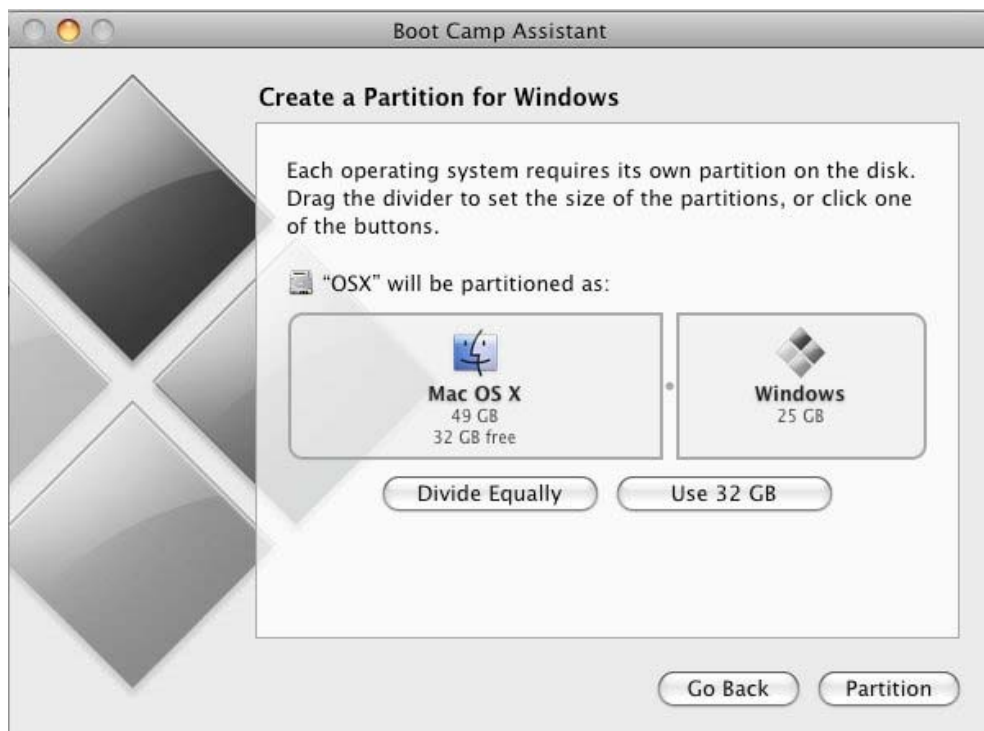 Boot Camp Assistant
Create a Partition for Windows
Each operating system requires its own partition on the disk.
Drag the divider to set the size of the partitions, or click one
of the buttons.
“OSX” will be partitioned as:
Mac OS X
49 GB
32 GB free
Windows
25 GB
Divide Equally
Use 32 GB
Go Back
Partition